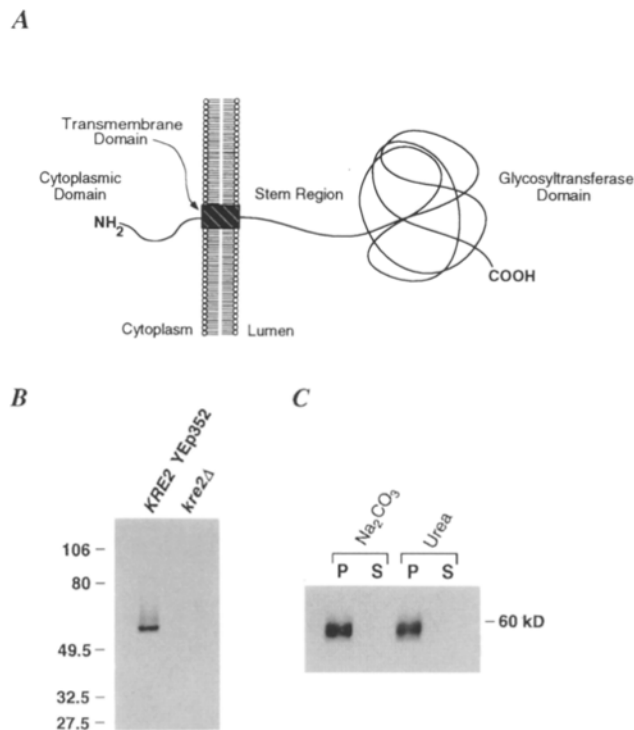 A
Transmembrane
Domain
Cytoplasmic
Domain
Stem Region
Glycosyltransferase
Domain
NH2
COOH
Cytoplasm
Lumen
B
KRE2 YEp352
kre2Δ
106
80
49.5
32.5
27.5
C
Na2CO3
Urea
P S P S
60 kD